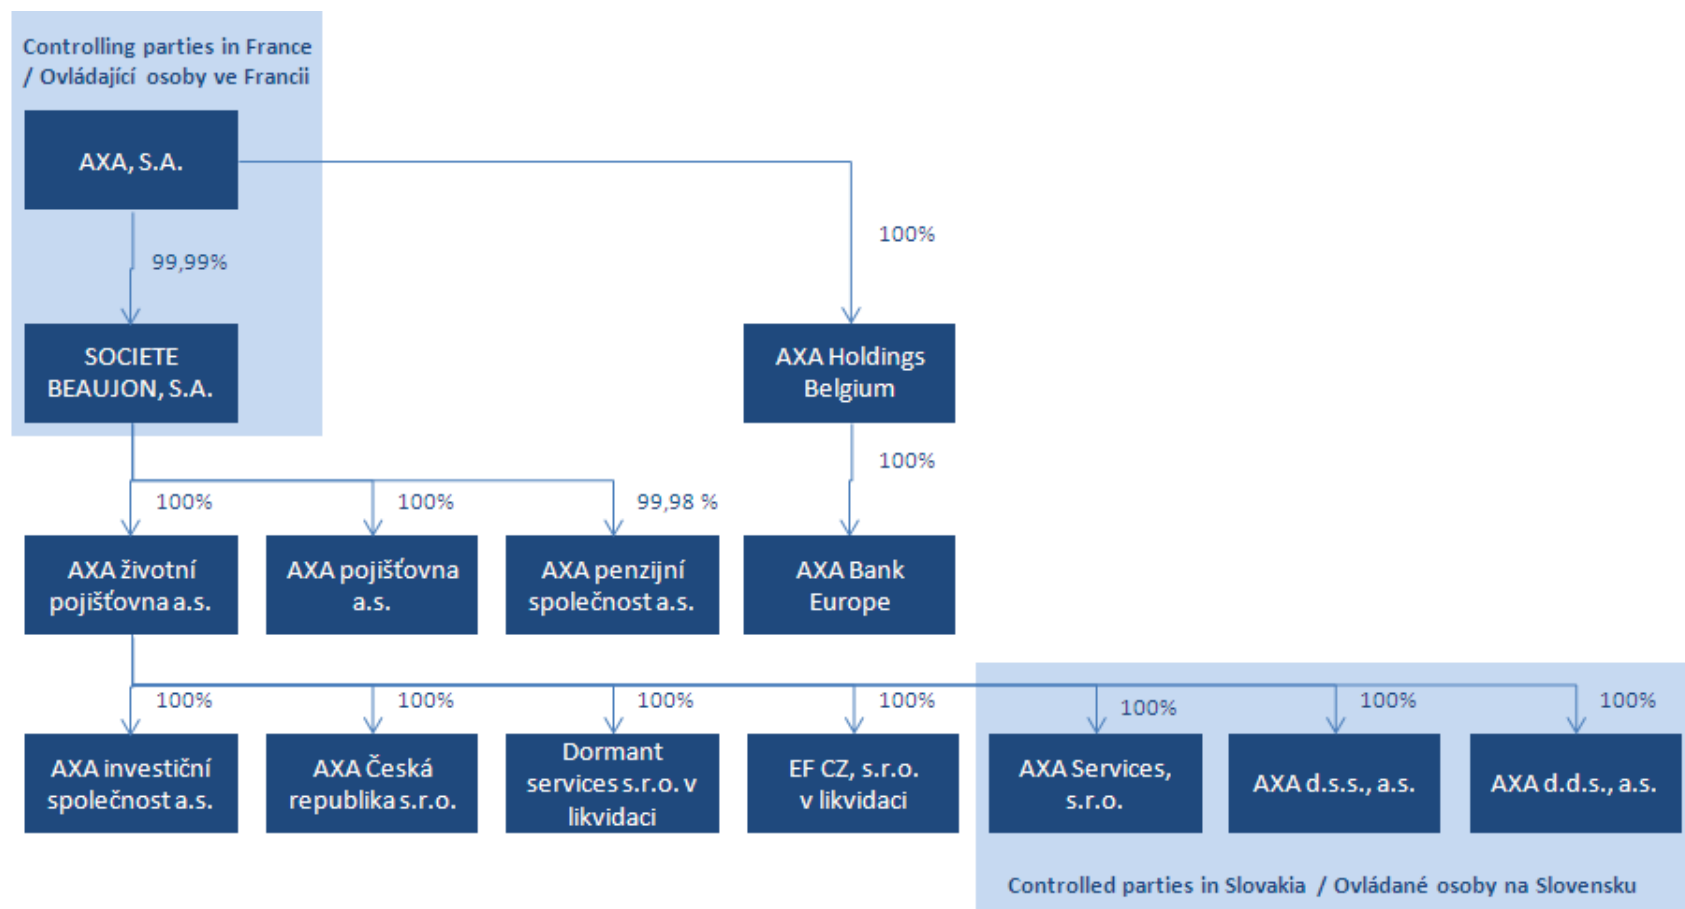 Controlling parties in France
/ Ovládající osoby ve Francii
AXA, S.A.
100%
99,99%
SOCIETE
BEAUJON, S.A.
AXA Holdings
Belgium
100%
100%
100%
99,98 %
AXA životní
pojišťovna a.s.
AXA pojišťovna
a.s.
AXA penzijní
společnost a.s.
AXA Bank
Europe
100%
100%
100%
100%
100%
100%
100%
AXA investiční
společnost a.s.
AXA Česká
republika s.r.o.
Dormant
services s.r.o. v
likvidaci
EF CZ, s.r.o.
v likvidaci
AXA Services,
s.r.o.
AXA d.s.s., a.s.
AXA d.d.s., a.s.
Controlled parties in Slovakia / Ovládané osoby na Slovensku